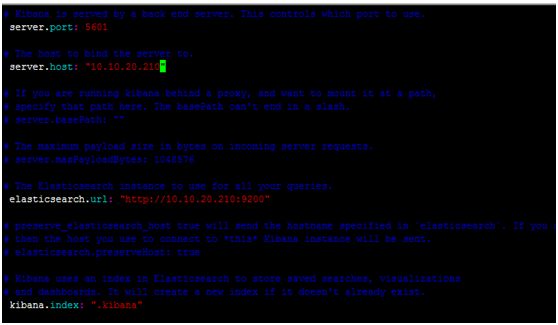 # Kibana is served by a back end server. This controls which port to use.
server.port: 5601
# The host to bind the server to.
server.host: "10.10.20.210"
# If you are running kibana behind a proxy, and want to mount it at a path,
# specify that path here. The basePath can't end in a slash.
# server.basePath: ""
# The maximum payload size in bytes on incoming server requests.
# server.maxPayloadBytes: 1048576
# The Elasticsearch instance to use for all your queries.
elasticsearch.url: "http://10.10.20.210:9200"
# preserve_elasticsearch_host true will send the hostname specified in `elasticsearch`. If you
# then the host you use to connect to *this* Kibana instance will be sent.
# elasticsearch.preserveHost: true
# Kibana uses an index in Elasticsearch to store saved searches, visualizations
# and dashboards. It will create a new index if it doesn't already exist.
kibana.index: ".kibana"